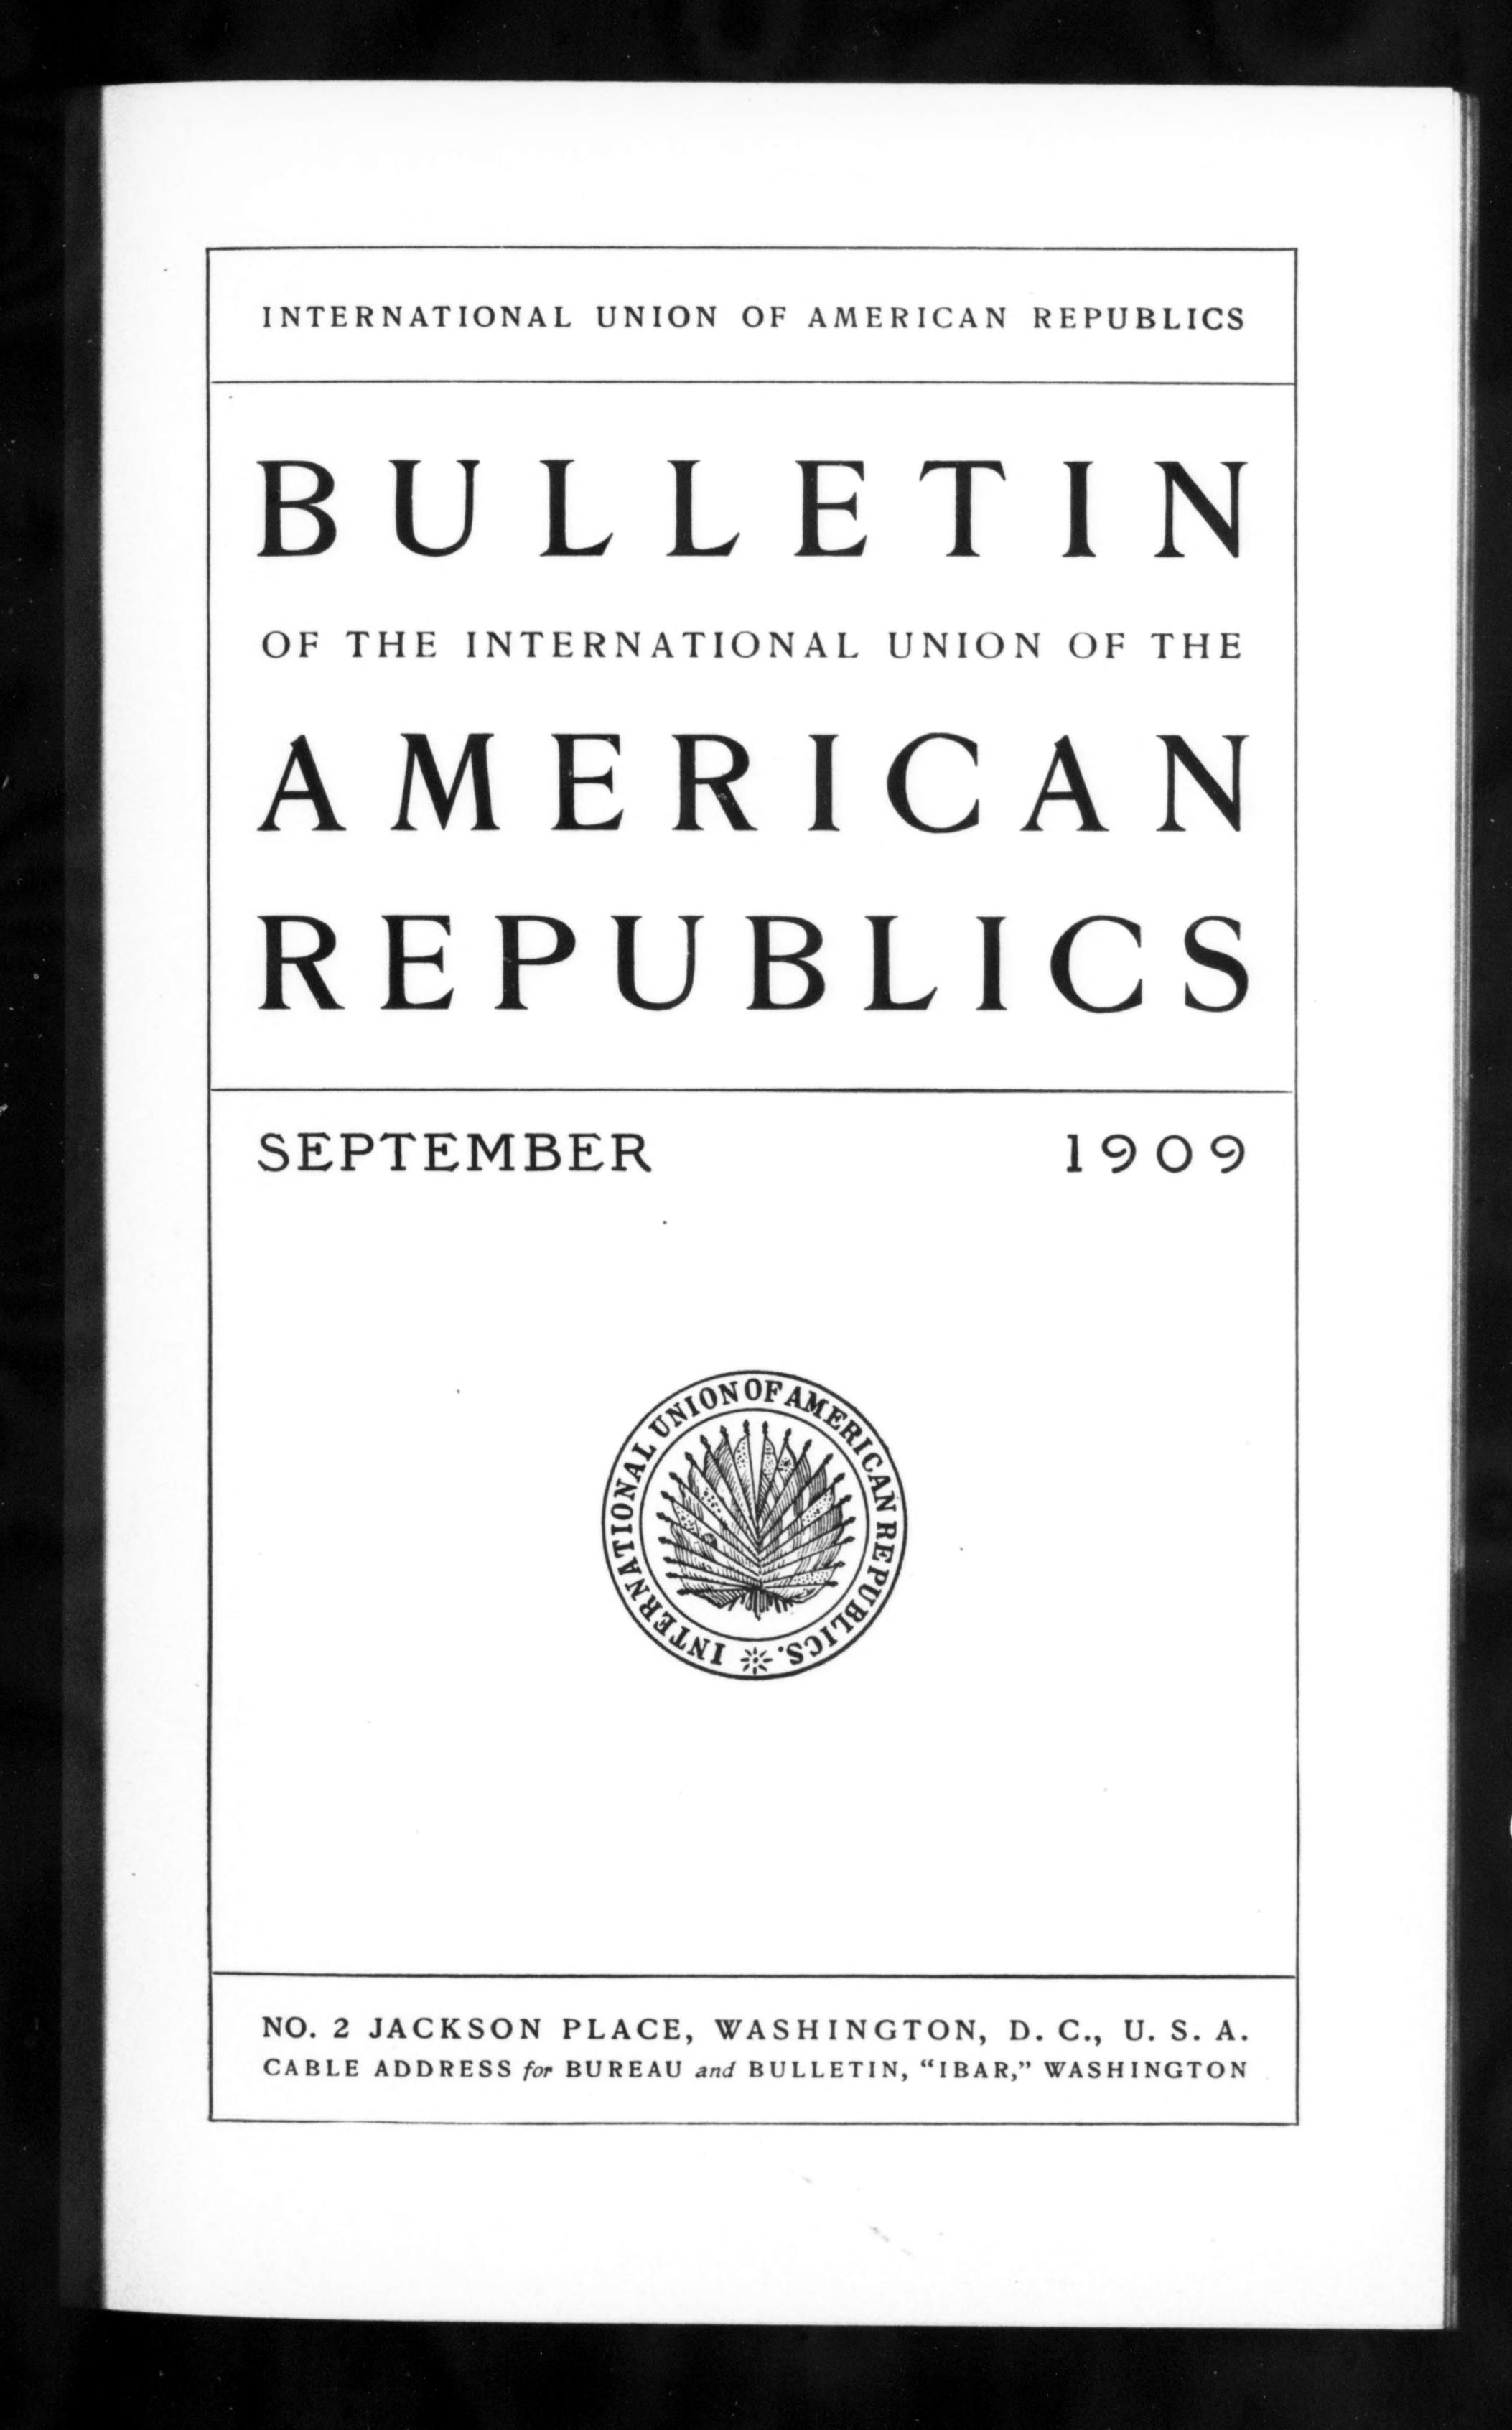 INTERNATIONAL UNION OF AMERICAN REPUBLICS
BULLETIN
OF THE INTERNATIONAL UNION OF THE
AMERICAN
REPUBLICS
SEPTEMBER 1909
INTERNATIONAL UNION OF AMERICAN REPUBLICS.
NO. 2 JACKSON PLACE, WASHINGTON, D. C., U. S. A.
CABLE ADDRESS for BUREAU and BULLETIN, “IBAR,” WASHINGTON